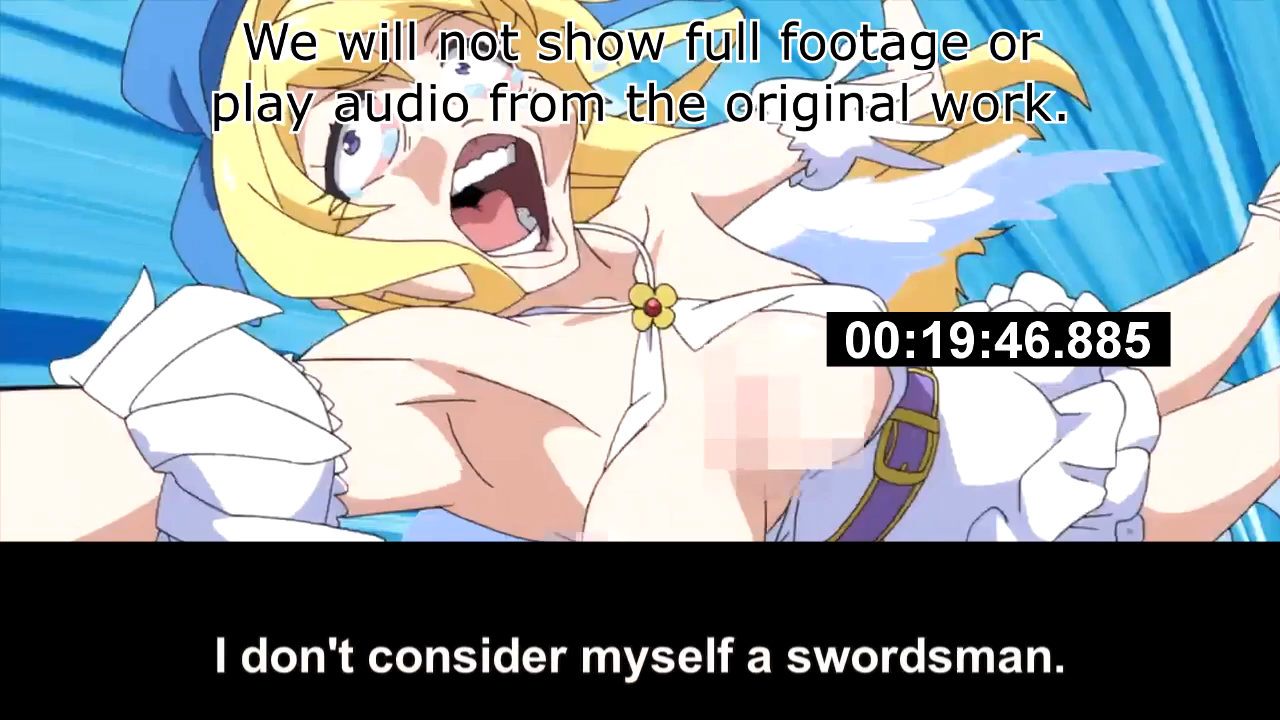 We will not show full footage or
play audio from the original work.
00:19:46.885
I don't consider myself a swordsman.